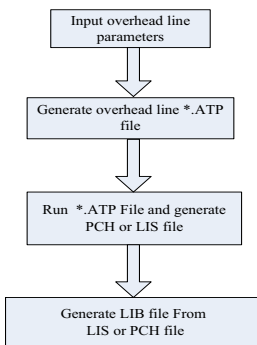 Input overhead line
parameters
Generate overhead line *.ATP
file
Run *.ATP File and generate
PCH or LIS file
Generate LIB file From
LIS or PCH file